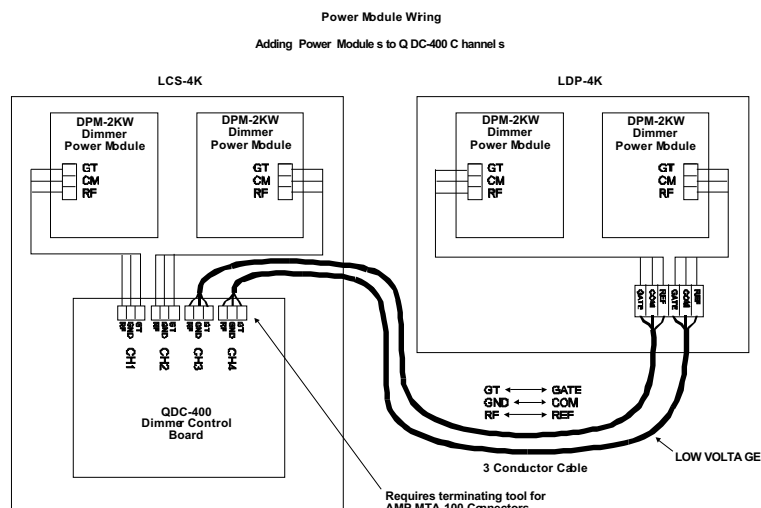 Power Module Wiring
Adding Power Modules to QDC-400 Channels
LCS-4K
LDP-4K
DPM-2KW
Dimmer
Power Module
GT
CM
RF
DPM-2KW
Dimmer
Power Module
GT
CM
RF
DPM-2KW
Dimmer
Power Module
GT
CM
RF
DPM-2KW
Dimmer
Power Module
GT
CM
RF
GATE
COM
REF
GATE
COM
REF
RF
GND
GT
CH1
RF
GND
GT
CH2
RF
GND
GT
CH3
RF
GND
GT
CH4
QDC-400
Dimmer Control
Board
GT GATE
GND COM
RF REF
3 Conductor Cable
LOW VOLTAGE
Requires terminating tool for
AMP MTA-100 Connectors